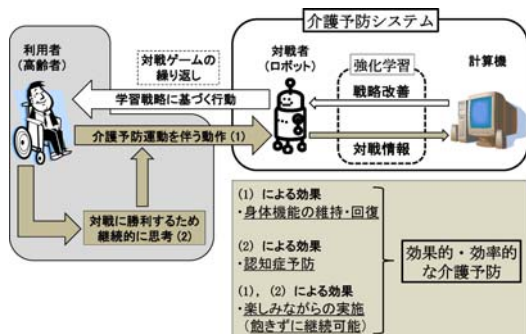 介護予防システム
利用者
(高齢者)
対戦ゲームの
繰り返し
対戦者
(ロボット)
強化学習
計算機
学習戦略に基づく行動
戦略改善
介護予防運動を伴う動作 (1)
対戦情報
対戦に勝利するため
継続的に思考 (2)
(1) による効果
・身体機能の維持・回復
(2) による効果
・認知症予防
(1), (2) による効果
・楽しみながらの実施
(飽きずに継続可能)
効果的・効率的
な介護予防